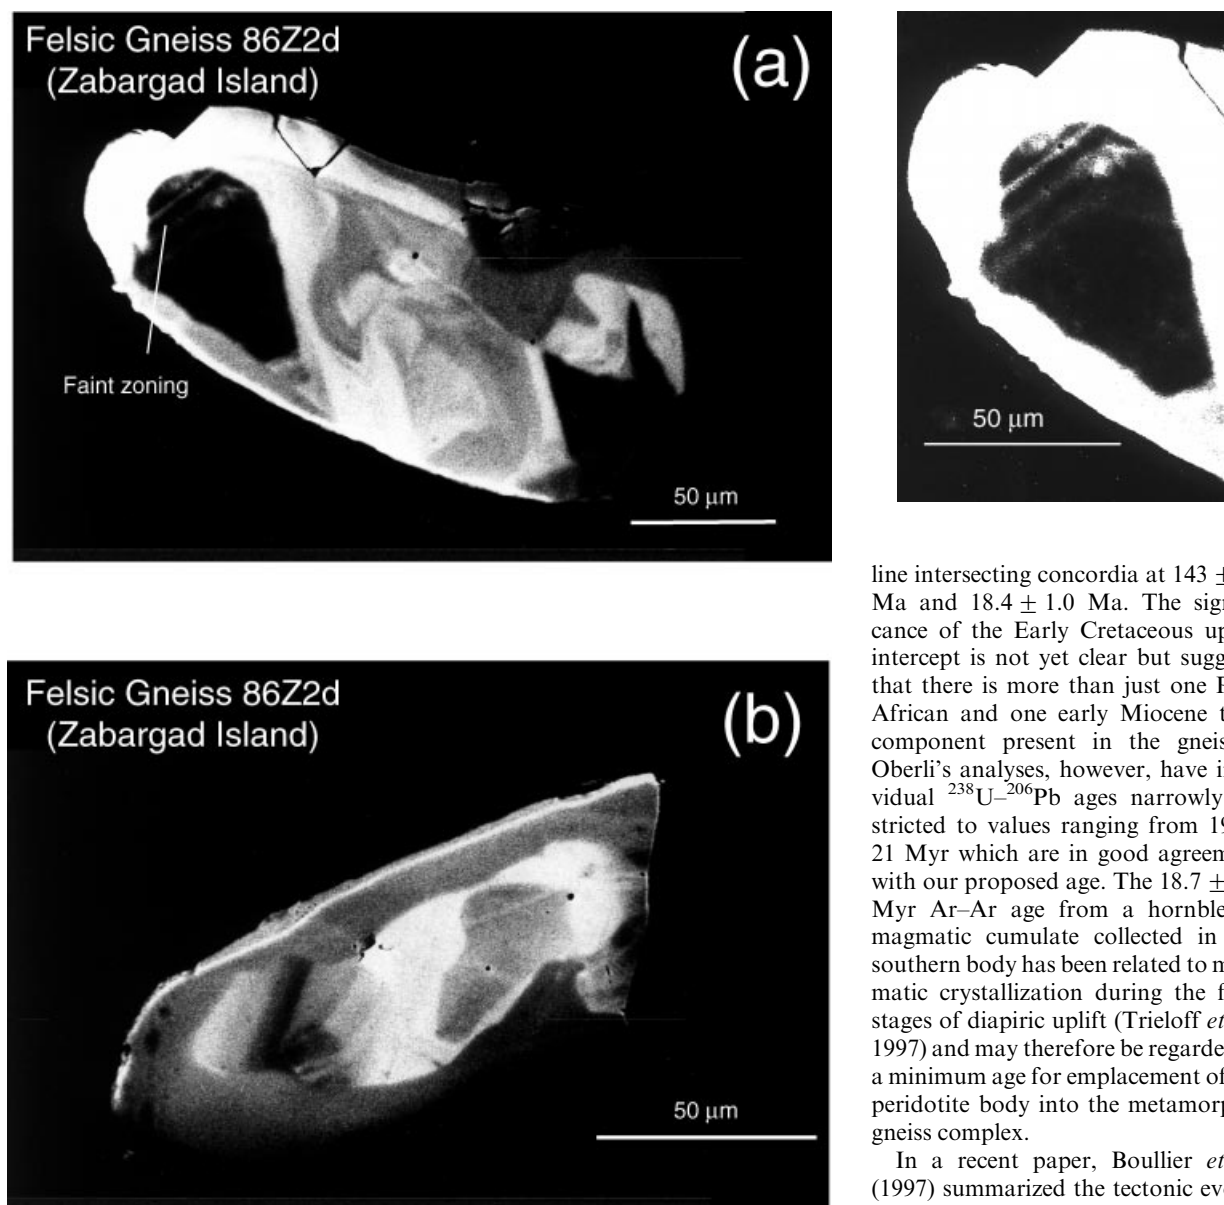 Felsic Gneiss 86Z2d
(Zabargad Island)
(a)
Faint zoning
50 μm
50 μm
Felsic Gneiss 86Z2d
(Zabargad Island)
(b)
50 μm
line intersecting concordia at 143 ±
Ma and 18.4 ± 1.0 Ma. The sign
cance of the Early Cretaceous up
intercept is not yet clear but sugg
that there is more than just one
African and one early Miocene t
component present in the gneis
Oberli's analyses, however, have i
vidual ²³⁸U–²⁰⁶Pb ages narrowly
stricted to values ranging from 19
21 Myr which are in good agreem
with our proposed age. The 18.7 ±
Myr Ar–Ar age from a hornble
magmatic cumulate collected in
southern body has been related to m
matic crystallization during the f
stages of diapiric uplift (Trieloff et
1997) and may therefore be regarde
a minimum age for emplacement of
peridotite body into the metamorp
gneiss complex.
In a recent paper, Boullier et
(1997) summarized the tectonic ev